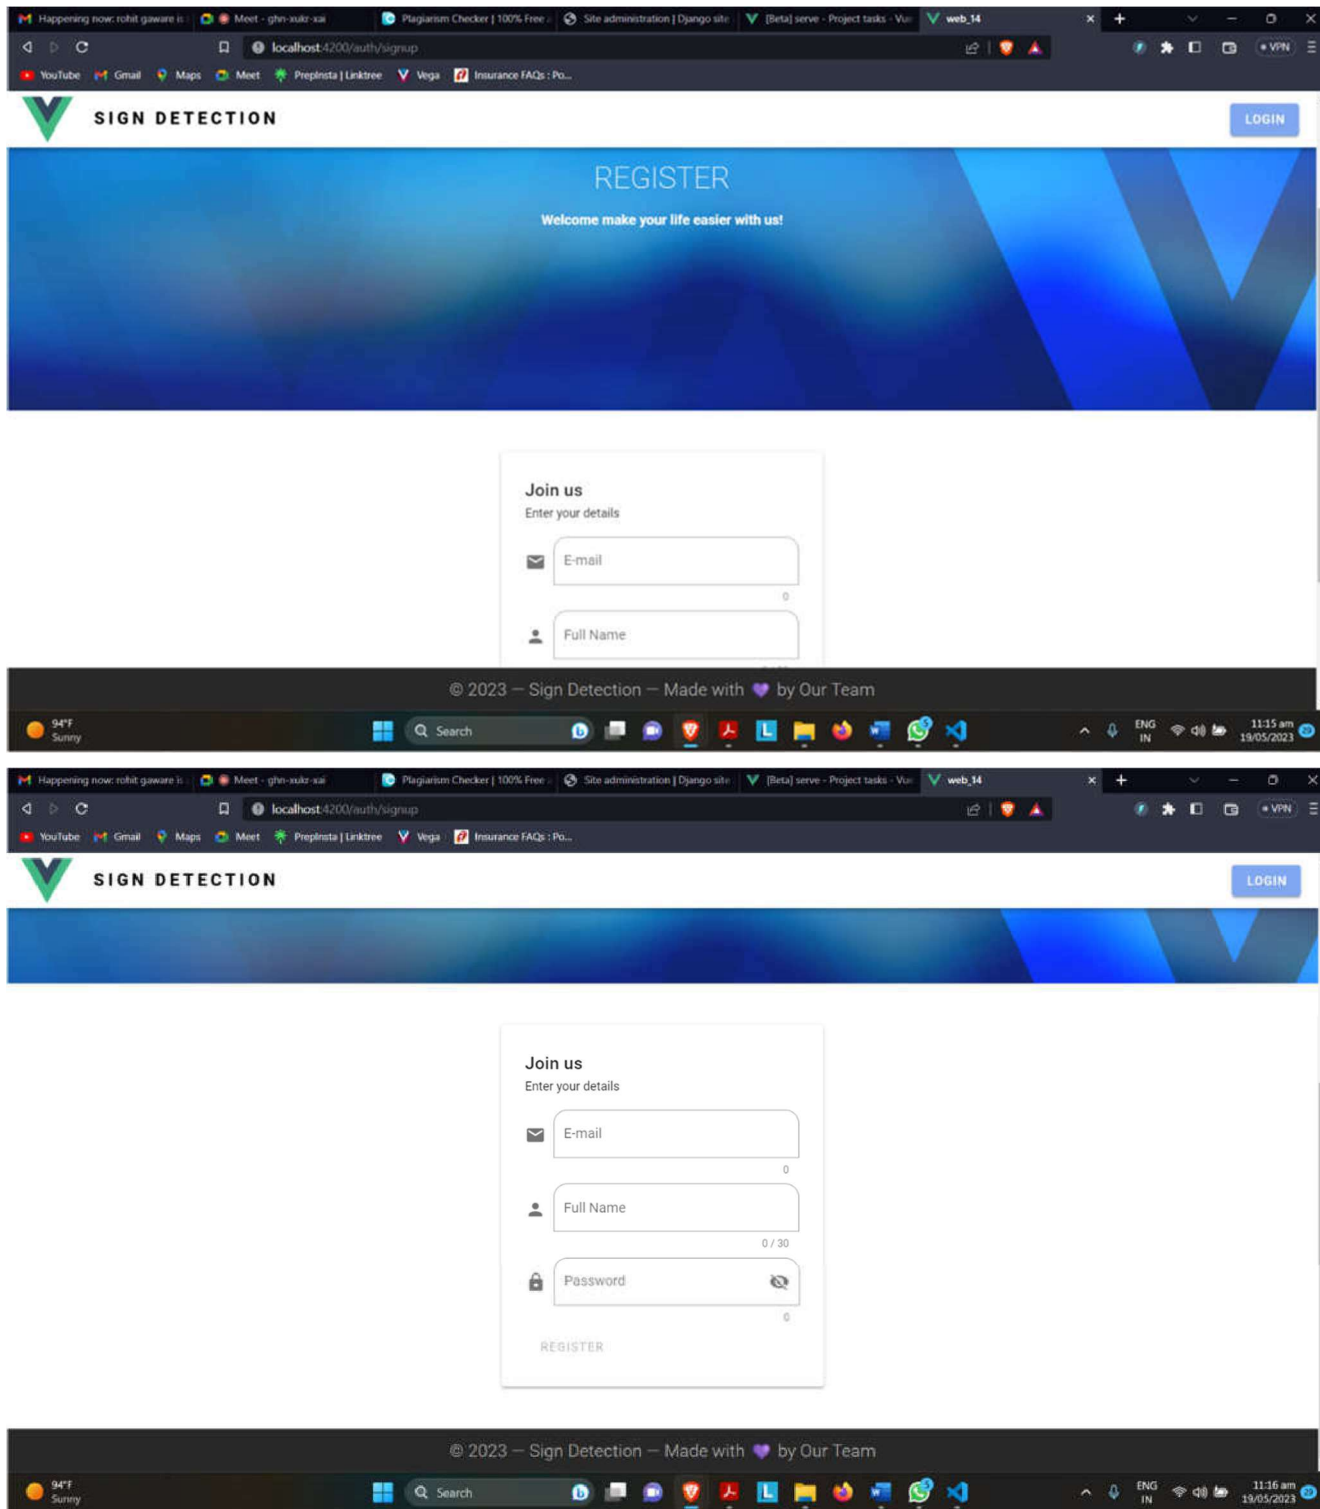 Happening now: rohit gaware is
Meet - ghn-xukr-xai
Plagiarism Checker | 100% Free
Site administration | Django site
[Beta] serve - Project tasks - Vue
web_14
localhost:4200/auth/signup
VPN
YouTube Gmail Maps Meet PrepInsta | Linktree Vega Insurance FAQs : Po...
SIGN DETECTION
LOGIN
REGISTER
Welcome make your life easier with us!
Join us
Enter your details
E-mail
0
Full Name
© 2023 — Sign Detection — Made with 💜 by Our Team
94°F
Sunny
Search
ENG
IN
11:15 am
19/05/2023
Happening now: rohit gaware is
Meet - ghn-xukr-xai
Plagiarism Checker | 100% Free
Site administration | Django site
[Beta] serve - Project tasks - Vue
web_14
localhost:4200/auth/signup
VPN
YouTube Gmail Maps Meet PrepInsta | Linktree Vega Insurance FAQs : Po...
SIGN DETECTION
LOGIN
Join us
Enter your details
E-mail
0
Full Name
0 / 30
Password
0
REGISTER
© 2023 — Sign Detection — Made with 💜 by Our Team
94°F
Sunny
Search
ENG
IN
11:16 am
19/05/2023